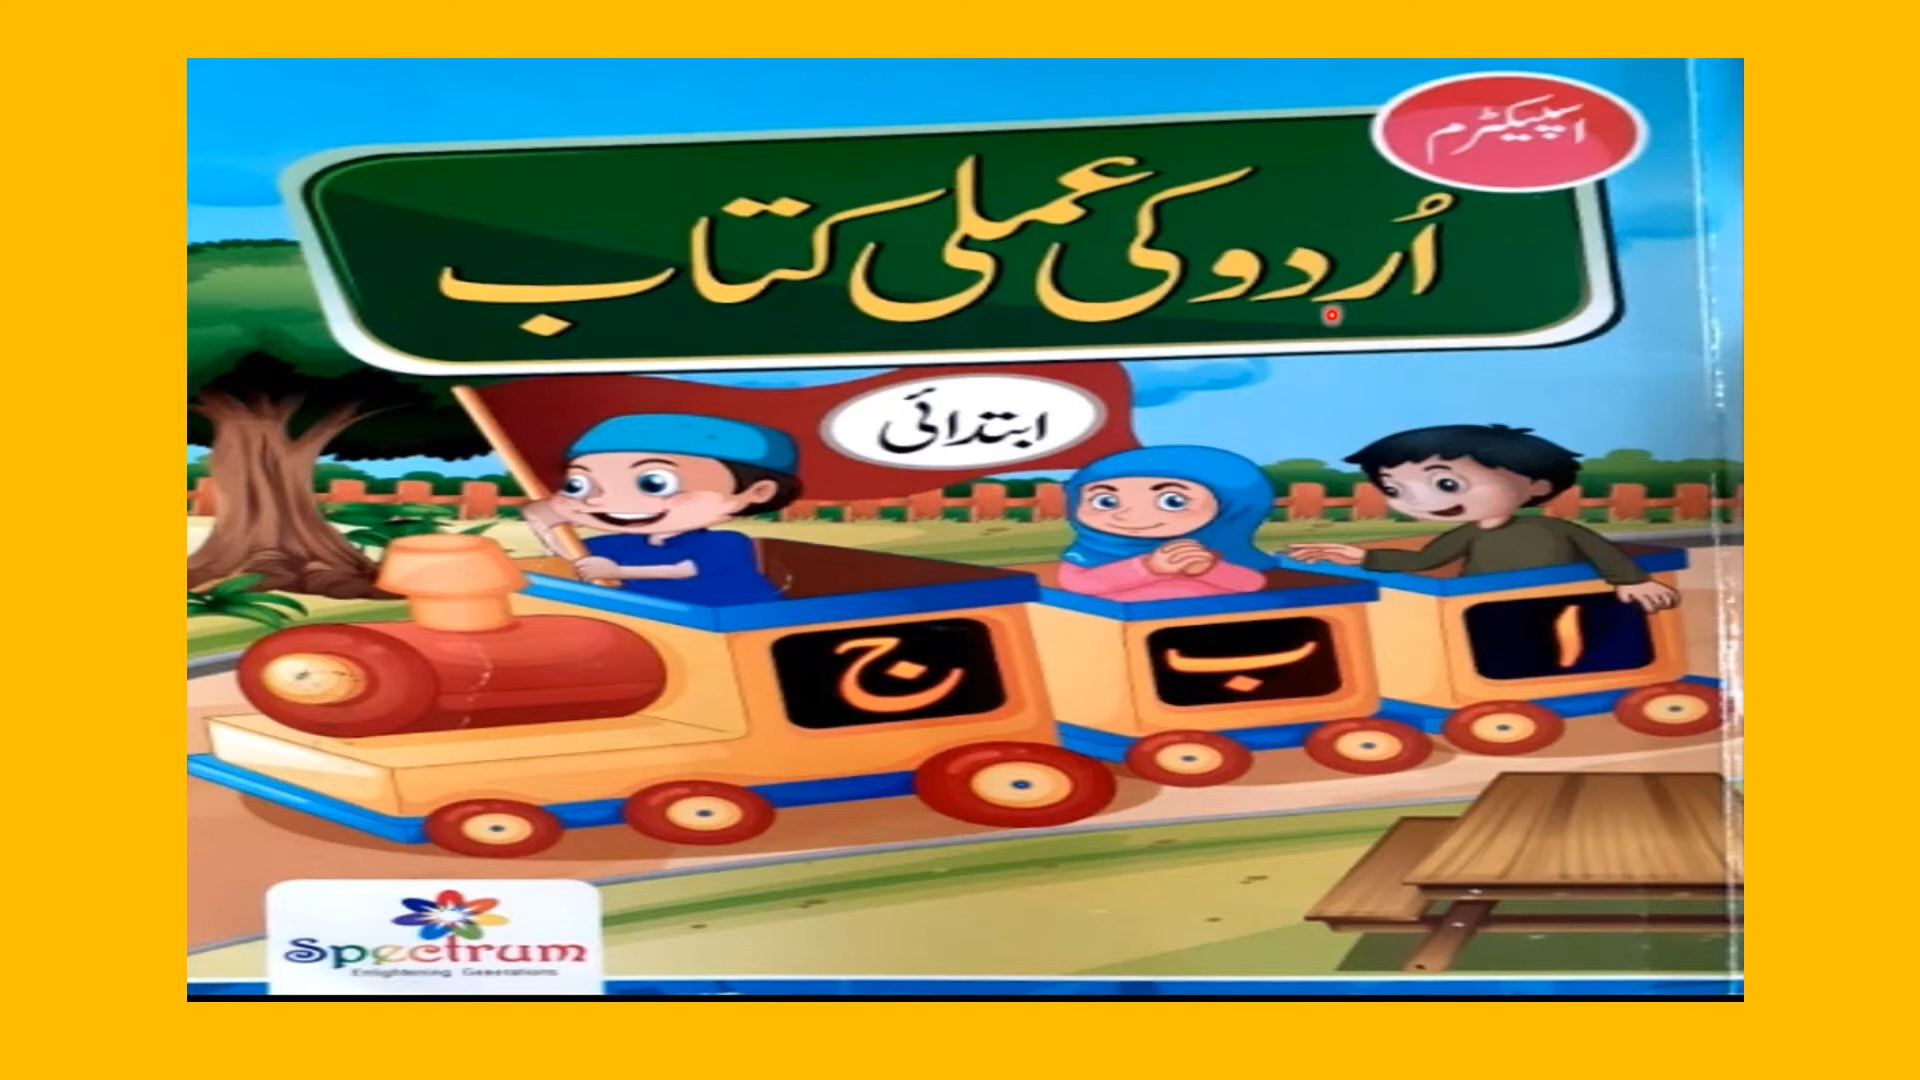 اسپیکٹرم
اُردو کی عملی کتاب
ابتدائی
ا
ب
ج
Spectrum
Enlightening Generations